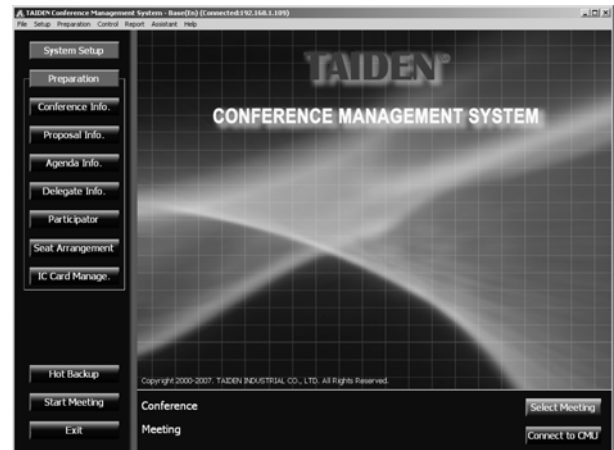 TAIDEN Conference Management System - Base(En) (Connected:192.168.1.109)
File Setup Preparation Control Report Assistant Help
System Setup
Preparation
Conference Info.
Proposal Info.
Agenda Info.
Delegate Info.
Participator
Seat Arrangement
IC Card Manage.
Hot Backup
Start Meeting
Exit
TAIDEN®
CONFERENCE MANAGEMENT SYSTEM
Copyright 2000-2007. TAIDEN INDUSTRIAL CO., LTD. All Rights Reserved.
Conference
Select Meeting
Meeting
Connect to CMU